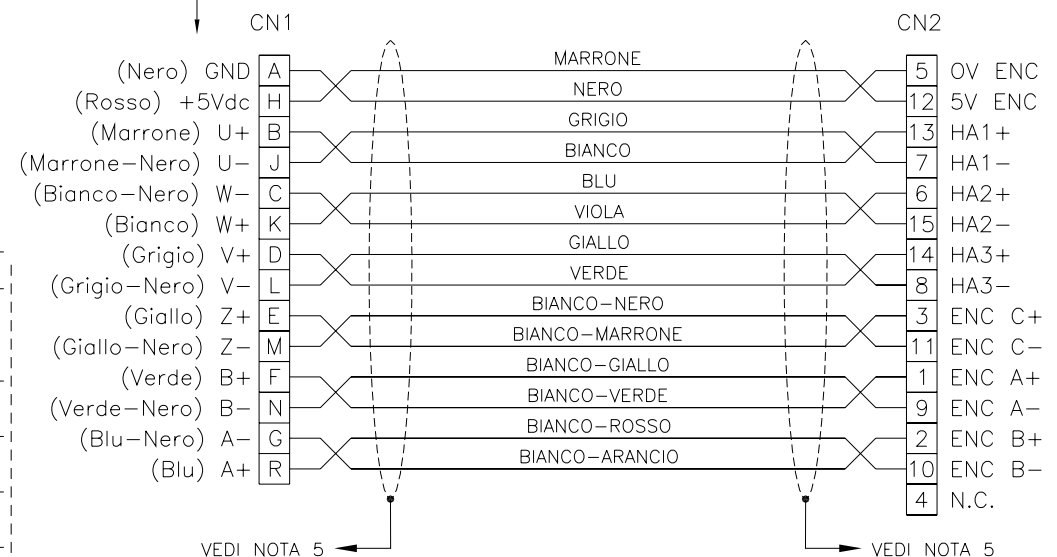 CN1 CN2
(Nero) GND A MARRONE 5 0V ENC
(Rosso) +5Vdc H NERO 12 5V ENC
(Marrone) U+ B GRIGIO 13 HA1+
(Marrone-Nero) U- J BIANCO 7 HA1-
(Bianco-Nero) W- C BLU 6 HA2+
(Bianco) W+ K VIOLA 15 HA2-
(Grigio) V+ D GIALLO 14 HA3+
(Grigio-Nero) V- L VERDE 8 HA3-
(Giallo) Z+ E BIANCO-NERO 3 ENC C+
(Giallo-Nero) Z- M BIANCO-MARRONE 11 ENC C-
(Verde) B+ F BIANCO-GIALLO 1 ENC A+
(Verde-Nero) B- N BIANCO-VERDE 9 ENC A-
(Blu-Nero) A- G BIANCO-ROSSO 2 ENC B+
(Blu) A+ R BIANCO-ARANCIO 10 ENC B-
4 N.C.
VEDI NOTA 5 VEDI NOTA 5